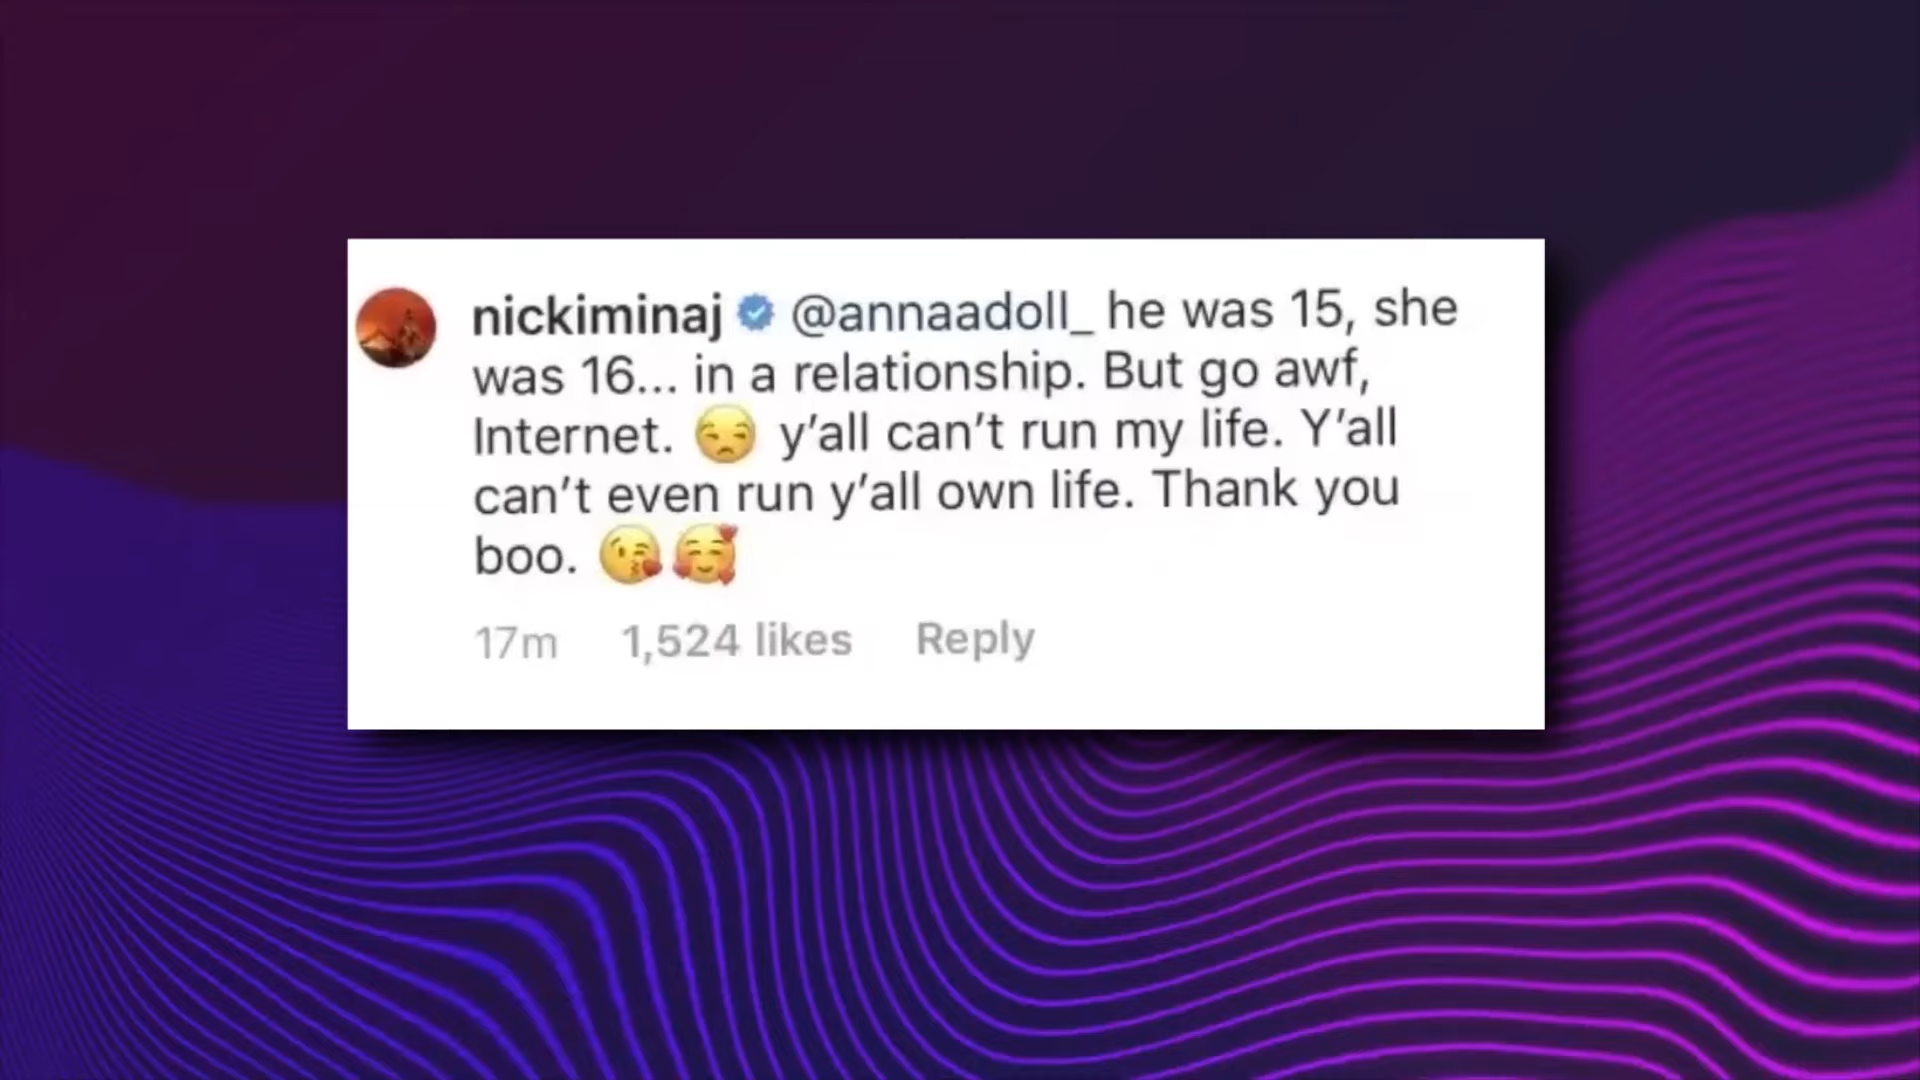 nickiminaj @annaadoll_ he was 15, she
was 16... in a relationship. But go awf,
Internet. 😒 y'all can't run my life. Y'all
can't even run y'all own life. Thank you
boo. 😘🥰
17m 1,524 likes Reply